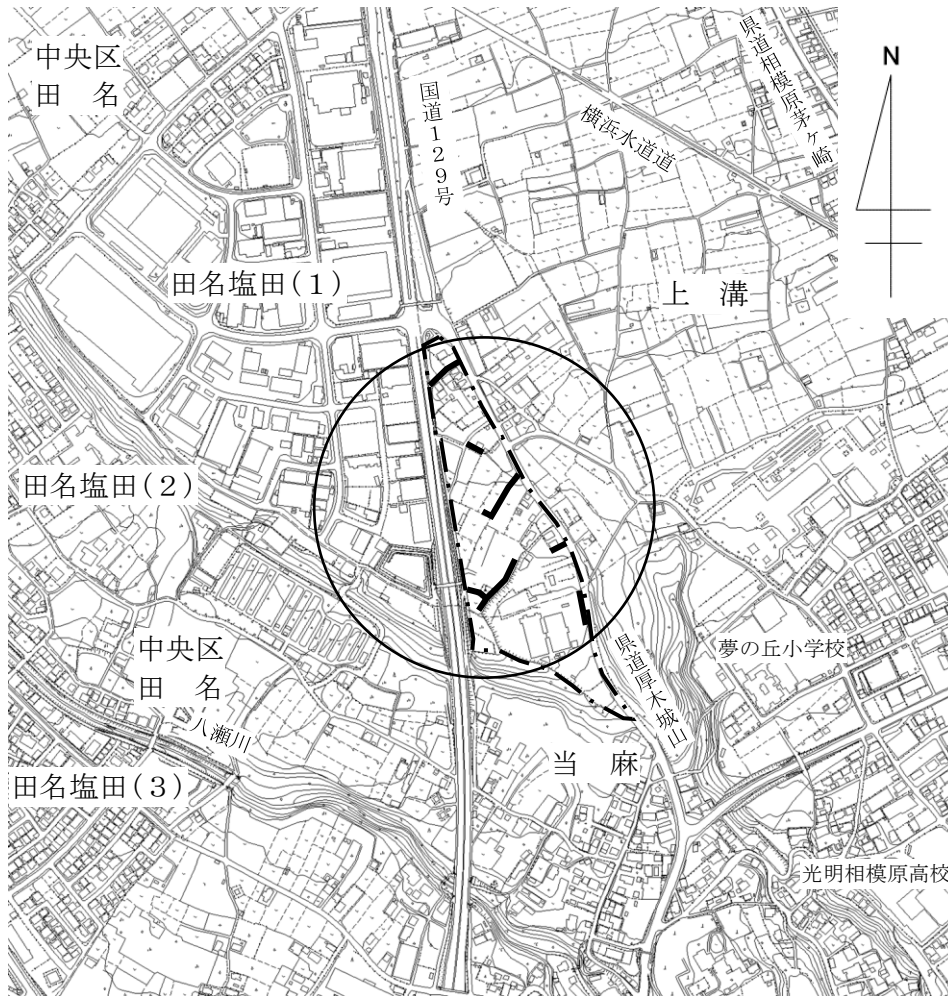 中央区
田　名
国道129号
県道相模原茅ヶ崎
N
横浜水道道
田名塩田(1)
上　溝
田名塩田(2)
中央区
田　名
八瀬川
県道厚木城山
夢の丘小学校
田名塩田(3)
当　麻
光明相模原高校